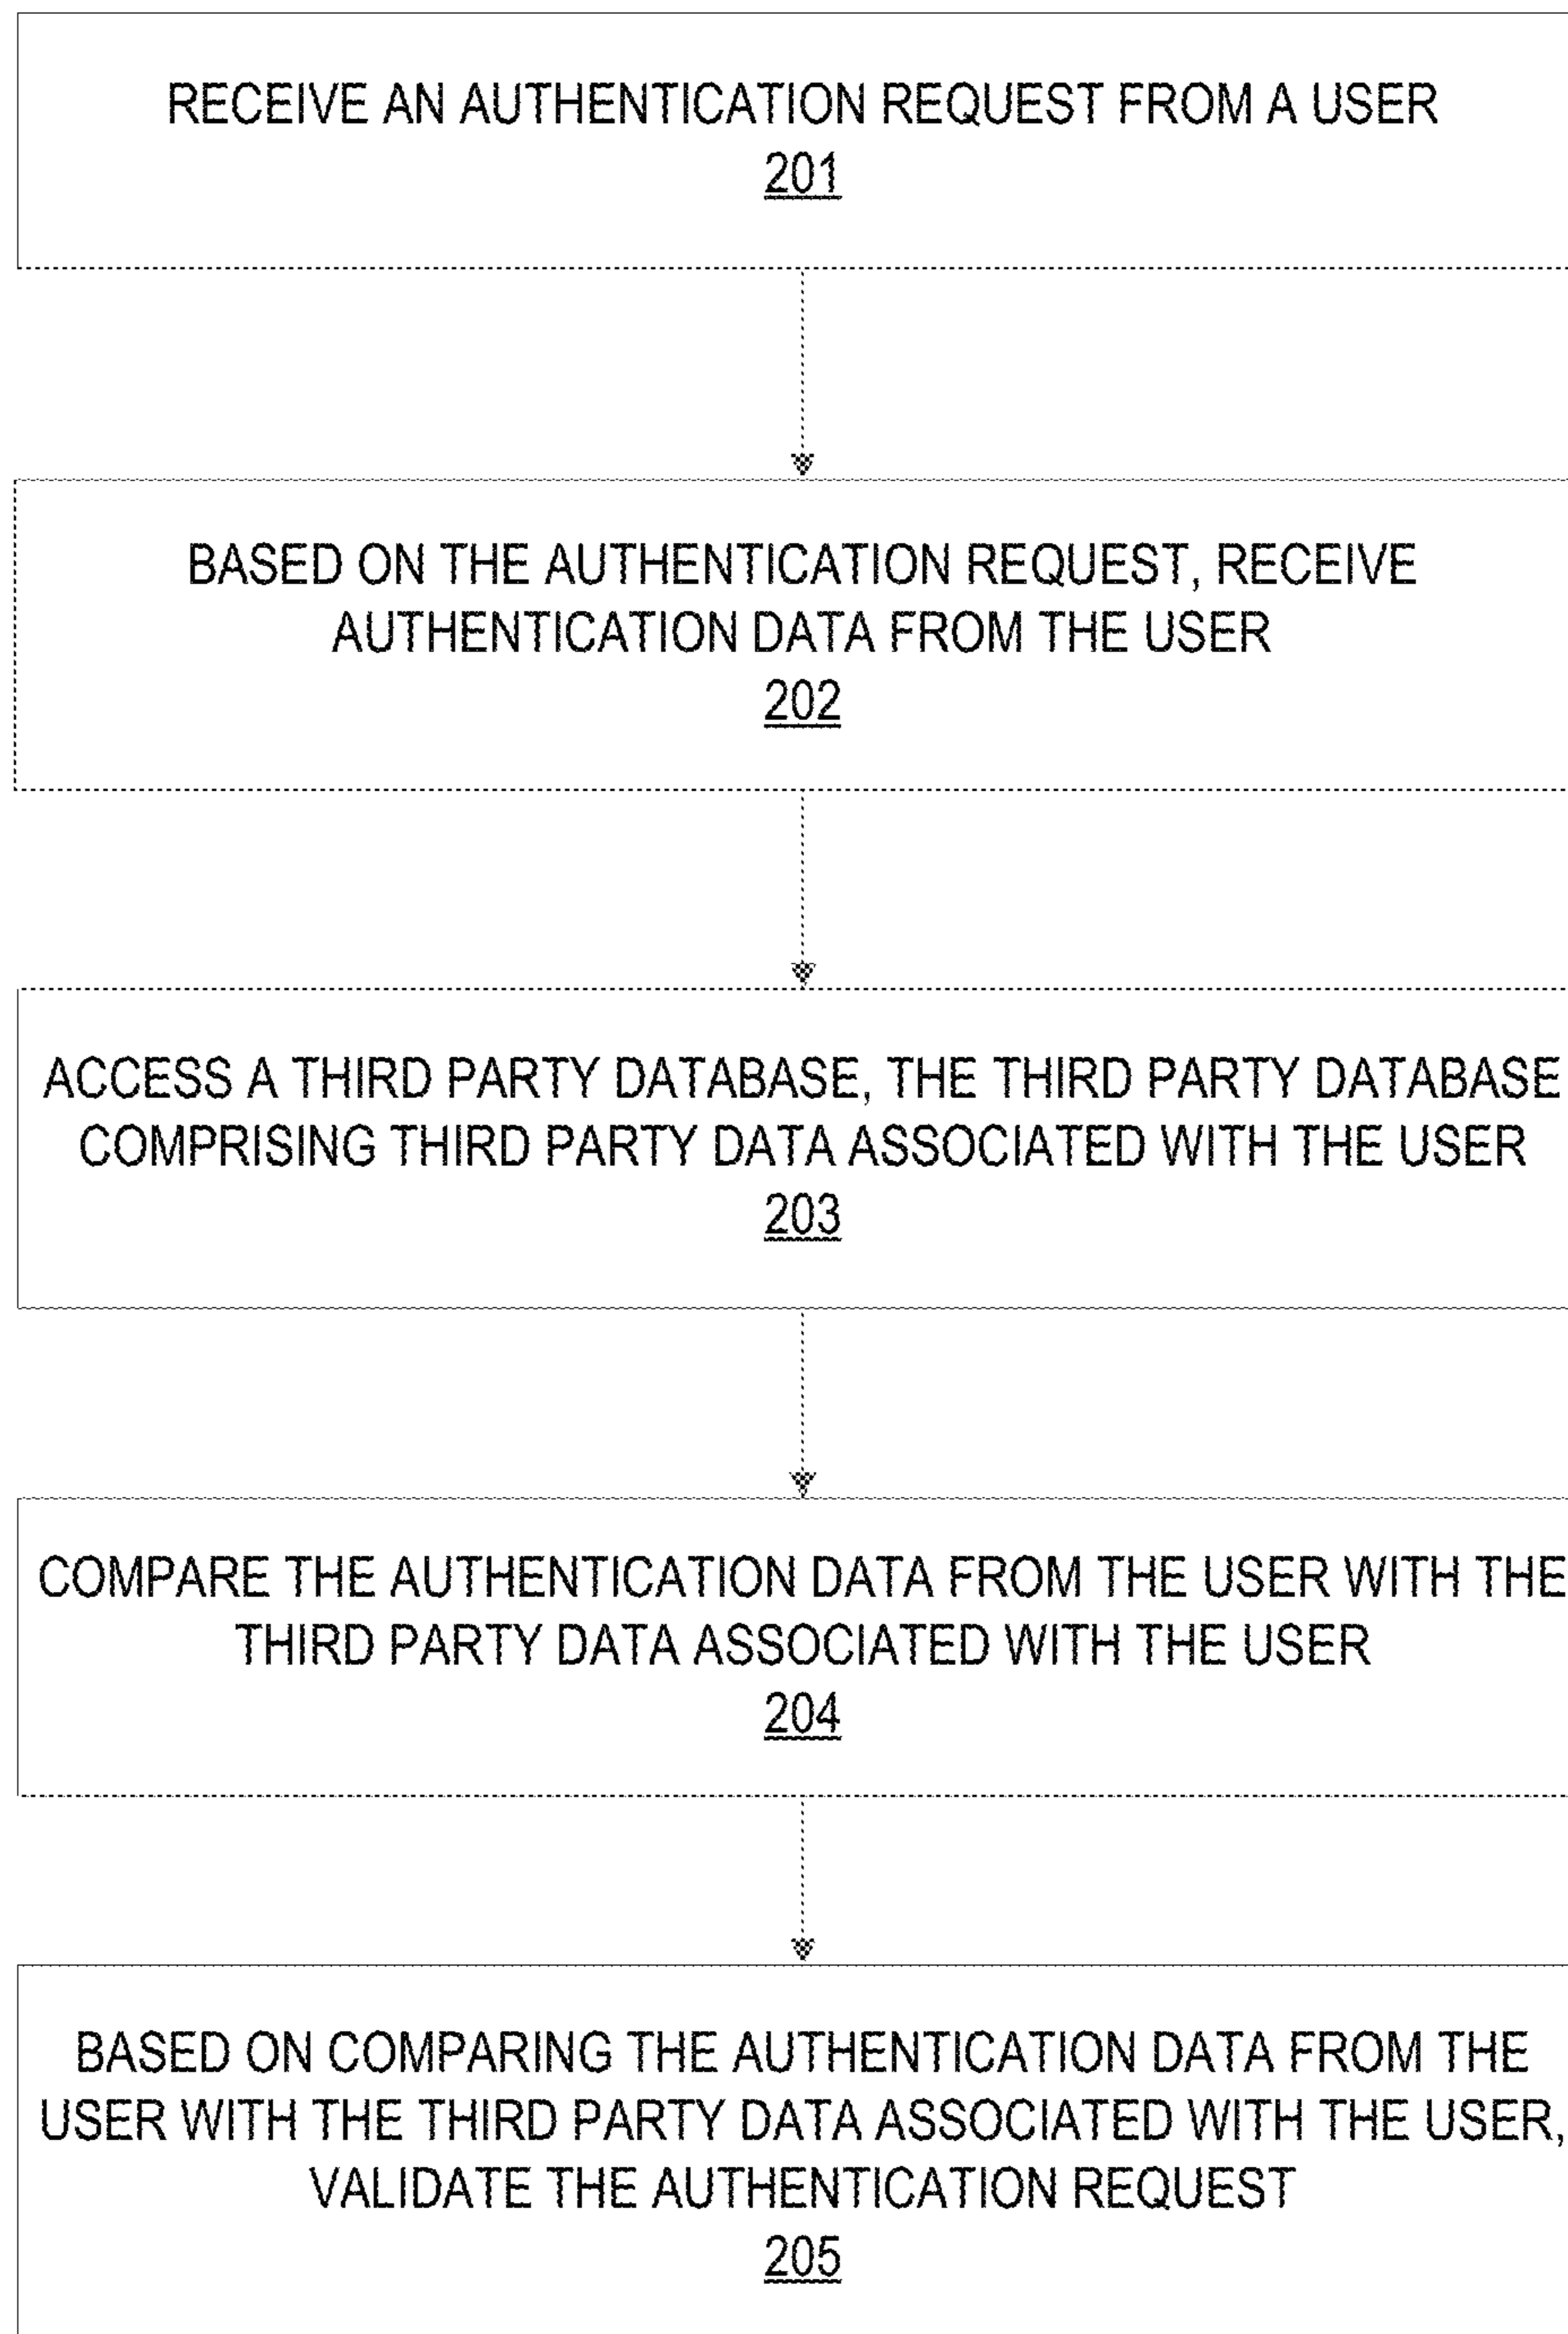 RECEIVE AN AUTHENTICATION REQUEST FROM A USER
201
BASED ON THE AUTHENTICATION REQUEST, RECEIVE
AUTHENTICATION DATA FROM THE USER
202
ACCESS A THIRD PARTY DATABASE, THE THIRD PARTY DATABASE
COMPRISING THIRD PARTY DATA ASSOCIATED WITH THE USER
203
COMPARE THE AUTHENTICATION DATA FROM THE USER WITH THE
THIRD PARTY DATA ASSOCIATED WITH THE USER
204
BASED ON COMPARING THE AUTHENTICATION DATA FROM THE
USER WITH THE THIRD PARTY DATA ASSOCIATED WITH THE USER,
VALIDATE THE AUTHENTICATION REQUEST
205